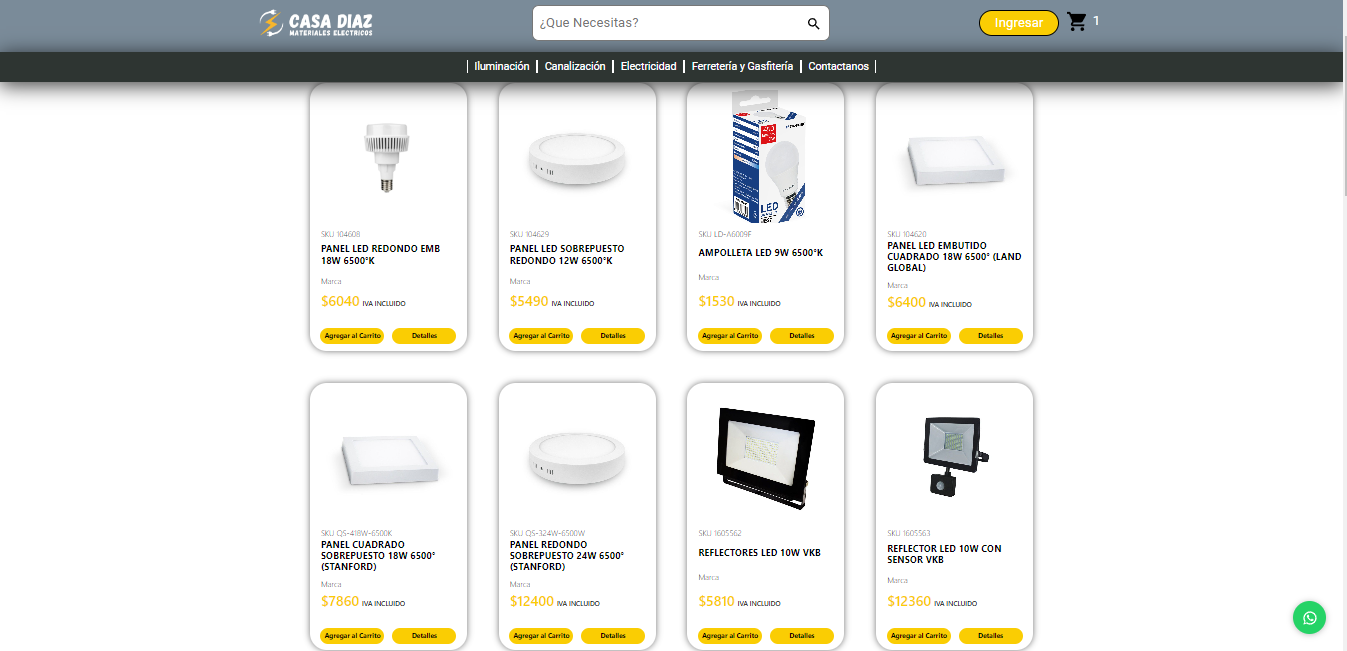 CASA DIAZ
MATERIALES ELECTRICOS
¿Que Necesitas?
Ingresar
1
Iluminación
Canalización
Electricidad
Ferretería y Gasfitería
Contactanos
SKU 104608
PANEL LED REDONDO EMB
18W 6500°K
Marca
$6040 IVA INCLUIDO
Agregar al Carrito
Detalles
SKU 104629
PANEL LED SOBREPUESTO
REDONDO 12W 6500°K
Marca
$5490 IVA INCLUIDO
Agregar al Carrito
Detalles
LED
SKU LD-A6009F
AMPOLLETA LED 9W 6500°K
Marca
$1530 IVA INCLUIDO
Agregar al Carrito
Detalles
SKU 104620
PANEL LED EMBUTIDO
CUADRADO 18W 6500° (LAND
GLOBAL)
Marca
$6400 IVA INCLUIDO
Agregar al Carrito
Detalles
SKU QS-418W-6500K
PANEL CUADRADO
SOBREPUESTO 18W 6500°
(STANFORD)
Marca
$7860 IVA INCLUIDO
Agregar al Carrito
Detalles
SKU QS-324W-6500W
PANEL REDONDO
SOBREPUESTO 24W 6500°
(STANFORD)
Marca
$12400 IVA INCLUIDO
Agregar al Carrito
Detalles
SKU 1605562
REFLECTORES LED 10W VKB
Marca
$5810 IVA INCLUIDO
Agregar al Carrito
Detalles
SKU 1605563
REFLECTOR LED 10W CON
SENSOR VKB
Marca
$12360 IVA INCLUIDO
Agregar al Carrito
Detalles